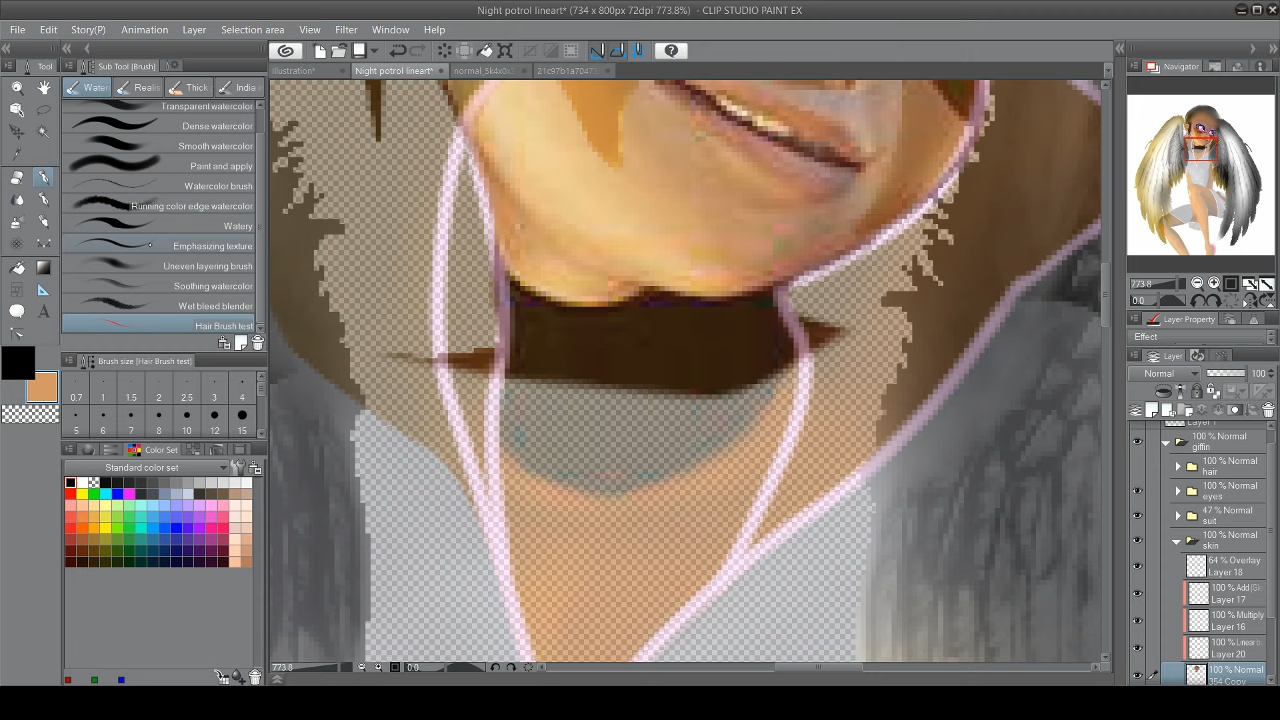 Night potrol lineart* (734 x 800px 72dpi 773.8%) - CLIP STUDIO PAINT EX
File Edit Story(P) Animation Layer Selection area View Filter Window Help
Tool
Sub Tool [Brush]
Illustration*
Night potrol lineart*
normal_5k4x0x
21c97b1a70473
Navigator
Water
Realis
Thick
India
Transparent watercolor
Dense watercolor
Smooth watercolor
Paint and apply
Watercolor brush
Running color edge watercolor
Watery
Emphasizing texture
Uneven layering brush
Soothing watercolor
Wet bleed blender
Hair Brush test
A
Brush size [Hair Brush test]
0.7 1 1.5 2 2.5 3 4
5 6 7 8 10 12 15
Color Set
Standard color set
773.8
0.0
773.8
0.0
Layer Property
Effect
Layer
Normal
100
Layer 1
100 % Normal
giffin
100 % Normal
hair
100 % Normal
eyes
47 % Normal
suit
100 % Normal
skin
64 % Overlay
Layer 18
100 % Add
Layer 17
100 % Multiply
Layer 16
100 % Linear
Layer 20
100 % Normal
354 Copy